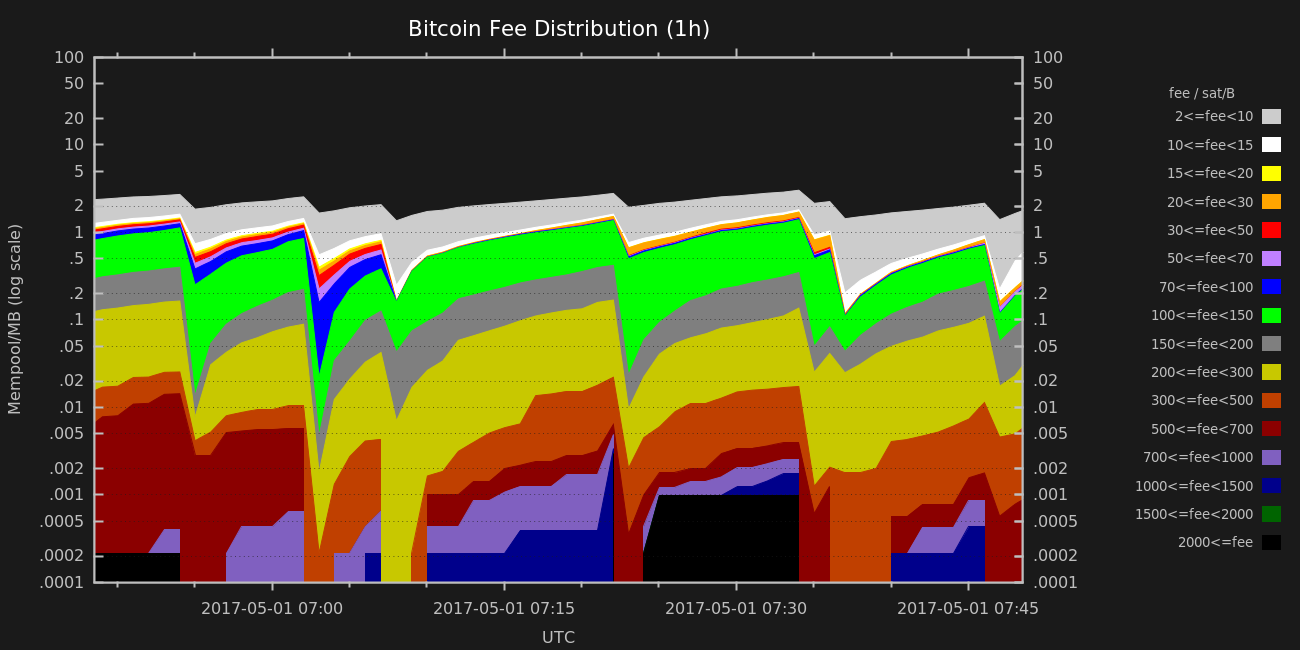 Bitcoin Fee Distribution (1h)
Mempool/MB (log scale)
100
50
20
10
5
2
1
.5
.2
.1
.05
.02
.01
.005
.002
.001
.0005
.0002
.0001
100
50
20
10
5
2
1
.5
.2
.1
.05
.02
.01
.005
.002
.001
.0005
.0002
.0001
2017-05-01 07:00
2017-05-01 07:15
2017-05-01 07:30
2017-05-01 07:45
UTC
fee / sat/B
2<=fee<10
10<=fee<15
15<=fee<20
20<=fee<30
30<=fee<50
50<=fee<70
70<=fee<100
100<=fee<150
150<=fee<200
200<=fee<300
300<=fee<500
500<=fee<700
700<=fee<1000
1000<=fee<1500
1500<=fee<2000
2000<=fee